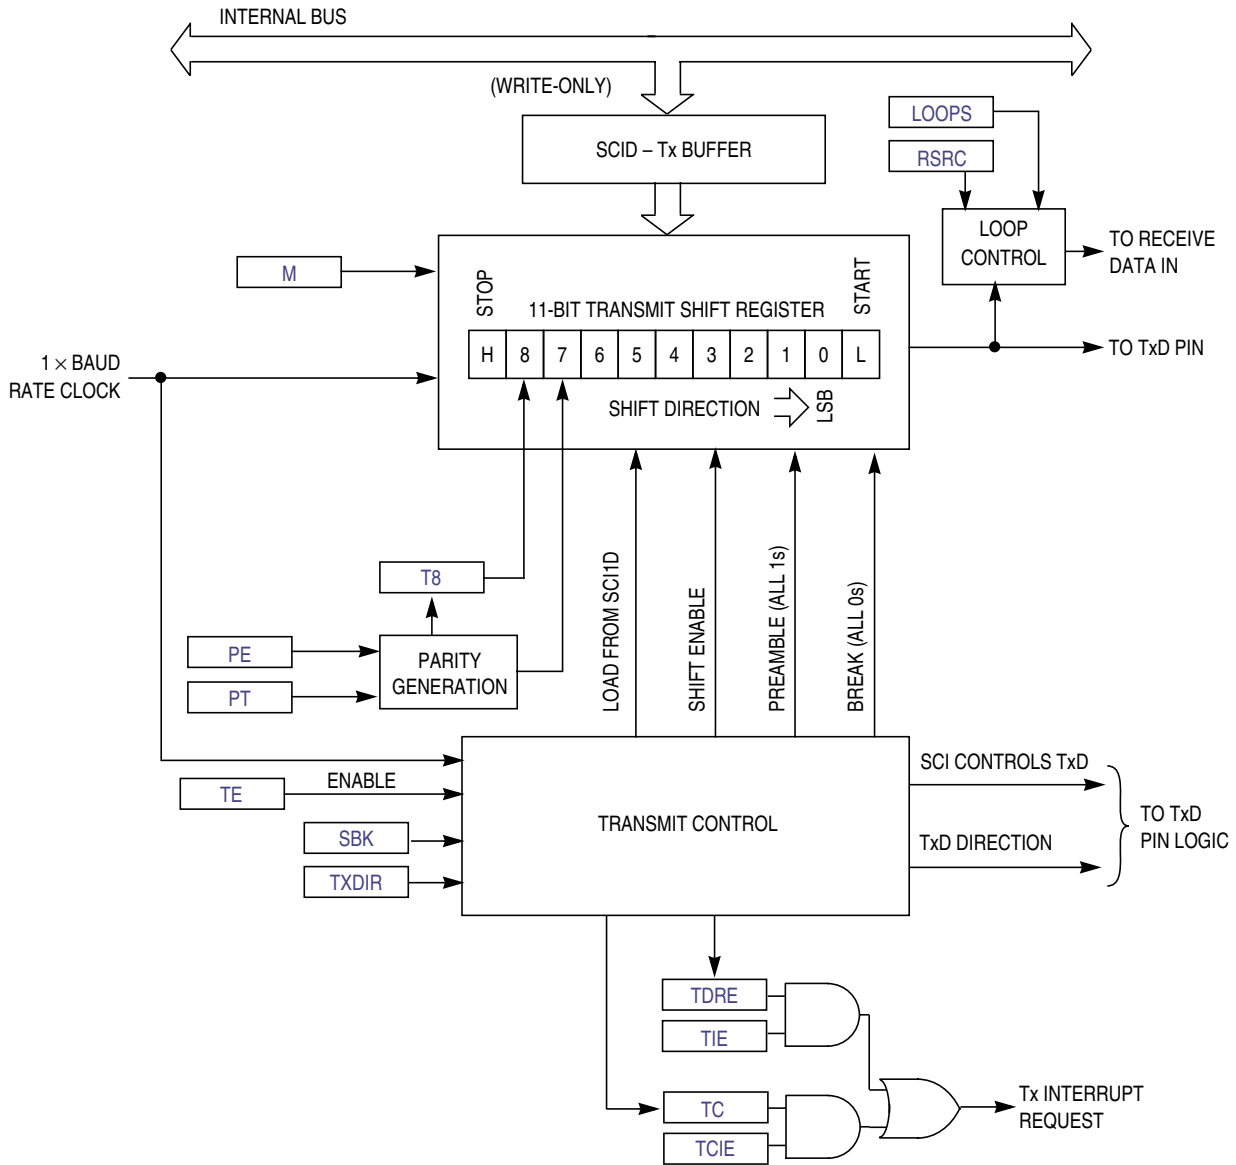 INTERNAL BUS
(WRITE-ONLY)
SCID – Tx BUFFER
LOOPS
RSRC
LOOP
CONTROL
TO RECEIVE
DATA IN
M
STOP
11-BIT TRANSMIT SHIFT REGISTER
START
H 8 7 6 5 4 3 2 1 0 L
SHIFT DIRECTION
LSB
1 × BAUD
RATE CLOCK
TO TxD PIN
T8
PE
PT
PARITY
GENERATION
LOAD FROM SCI1D
SHIFT ENABLE
PREAMBLE (ALL 1s)
BREAK (ALL 0s)
TE
ENABLE
SBK
TXDIR
TRANSMIT CONTROL
SCI CONTROLS TxD
TxD DIRECTION
TO TxD
PIN LOGIC
TDRE
TIE
TC
TCIE
Tx INTERRUPT
REQUEST